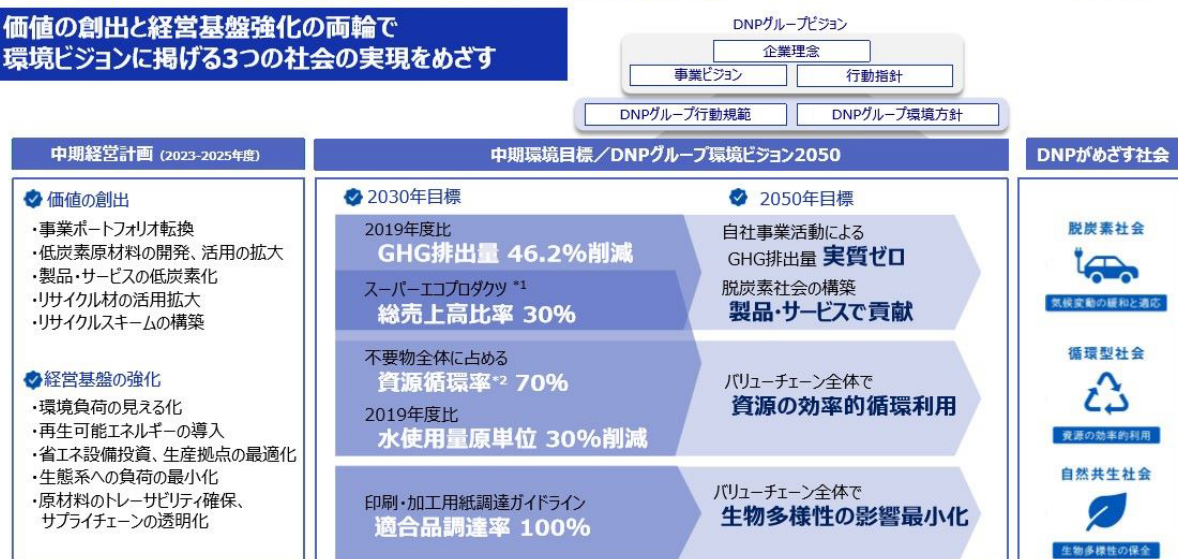 価値の創出と経営基盤強化の両輪で
環境ビジョンに掲げる3つの社会の実現をめざす
DNPグループビジョン
企業理念
事業ビジョン
行動指針
DNPグループ行動規範
DNPグループ環境方針
中期経営計画 (2023-2025年度)
価値の創出
・事業ポートフォリオ転換
・低炭素原材料の開発、活用の拡大
・製品・サービスの低炭素化
・リサイクル材の活用拡大
・リサイクルスキームの構築
経営基盤の強化
・環境負荷の見える化
・再生可能エネルギーの導入
・省エネ設備投資、生産拠点の最適化
・生態系への負荷の最小化
・原材料のトレーサビリティ確保、
サプライチェーンの透明化
中期環境目標／DNPグループ環境ビジョン2050
2030年目標
2019年度比
GHG排出量 46.2%削減
スーパーエコプロダクツ *1
総売上高比率 30%
不要物全体に占める
資源循環率*2 70%
2019年度比
水使用量原単位 30%削減
印刷・加工用紙調達ガイドライン
適合品調達率 100%
2050年目標
自社事業活動による
GHG排出量 実質ゼロ
脱炭素社会の構築
製品・サービスで貢献
バリューチェーン全体で
資源の効率的循環利用
バリューチェーン全体で
生物多様性の影響最小化
DNPがめざす社会
脱炭素社会
気候変動の緩和と適応
循環型社会
資源の効率的利用
自然共生社会
生物多様性の保全